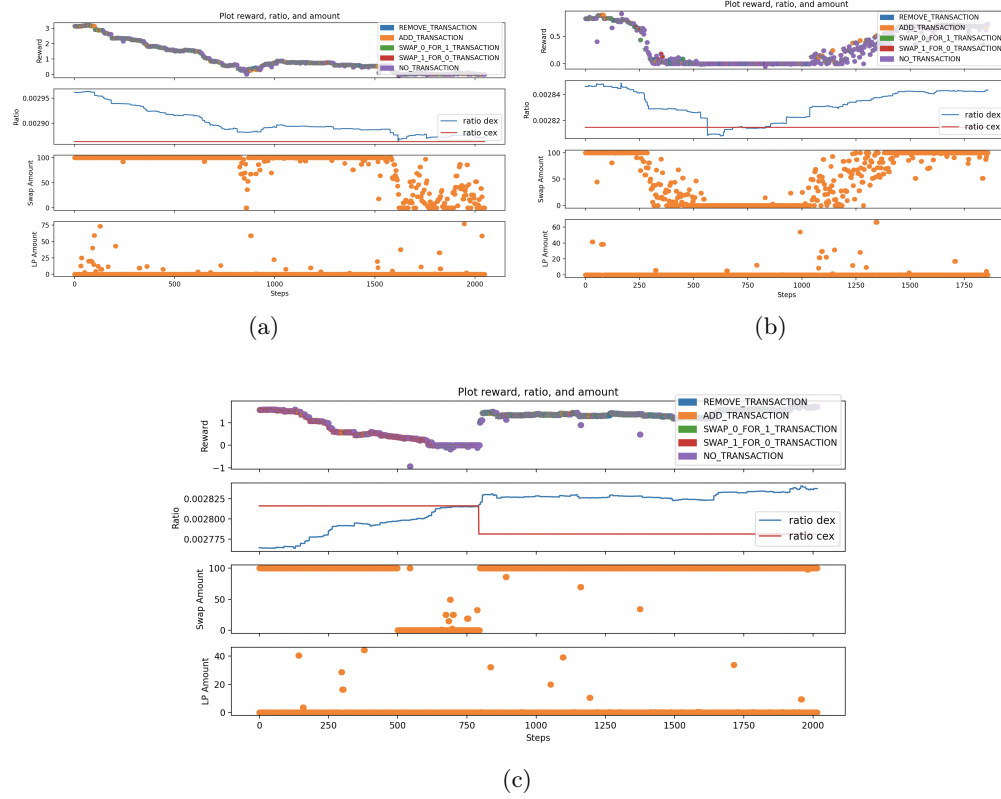 Plot reward, ratio, and amount
Reward
3
2
1
0
REMOVE_TRANSACTION
ADD_TRANSACTION
SWAP_0_FOR_1_TRANSACTION
SWAP_1_FOR_0_TRANSACTION
NO_TRANSACTION
Ratio
0.00295
0.00290
ratio dex
ratio cex
Swap Amount
100
50
0
LP Amount
75
50
25
0
0 500 1000 1500 2000
Steps
(a)
Plot reward, ratio, and amount
Reward
0.5
0.0
REMOVE_TRANSACTION
ADD_TRANSACTION
SWAP_0_FOR_1_TRANSACTION
SWAP_1_FOR_0_TRANSACTION
NO_TRANSACTION
Ratio
0.00284
0.00282
ratio dex
ratio cex
Swap Amount
100
50
0
LP Amount
60
40
20
0
0 250 500 750 1000 1250 1500 1750
Steps
(b)
Plot reward, ratio, and amount
Reward
1
0
−1
REMOVE_TRANSACTION
ADD_TRANSACTION
SWAP_0_FOR_1_TRANSACTION
SWAP_1_FOR_0_TRANSACTION
NO_TRANSACTION
Ratio
0.002825
0.002800
0.002775
ratio dex
ratio cex
Swap Amount
100
50
0
LP Amount
40
20
0
0 250 500 750 1000 1250 1500 1750 2000
Steps
(c)